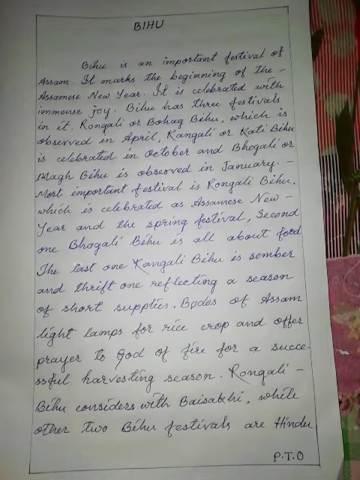 BIHU
Bihu is an important festival of
Assam. It marks the beginning of the -
Assamese New Year. It is celebrated with
immense joy. Bihu has three festivals
in it. Rongali or Bohag Bihu, which is
observed in April, Kangali or Kati Bihu
is celebrated in October and Bhogali or
Magh Bihu is observed in January. -
Most important festival is Rongali Bihu,
which is celebrated as Assamese New -
Year and the spring festival, Second
one Bhogali Bihu is all about food
The last one Kangali Bihu is sember
and thrift one reflecting a season
of short supplies. Bodes of Assam
light lamps for rice crop and offer
prayer to god of fire for a succe-
ssful harvesting season. Rongali -
Bihu considers with Baisakhi, while
other two Bihu festivals are Hindu
P.T.O